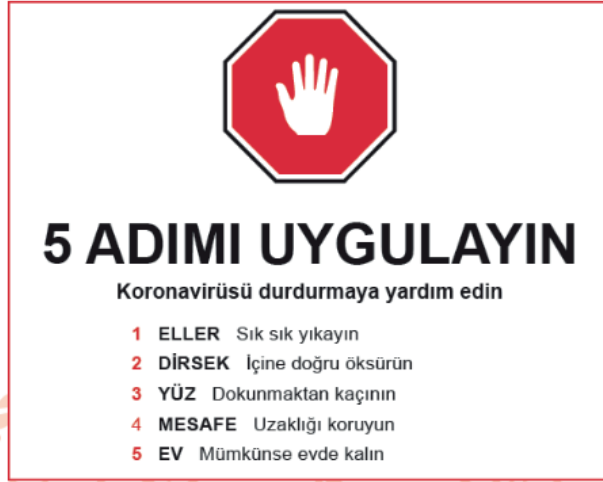 5 ADIMI UYGULAYIN
Koronavirüsü durdurmaya yardım edin
1 ELLER Sık sık yıkayın
2 DİRSEK İçine doğru öksürün
3 YÜZ Dokunmaktan kaçının
4 MESAFE Uzaklığı koruyun
5 EV Mümkünse evde kalın